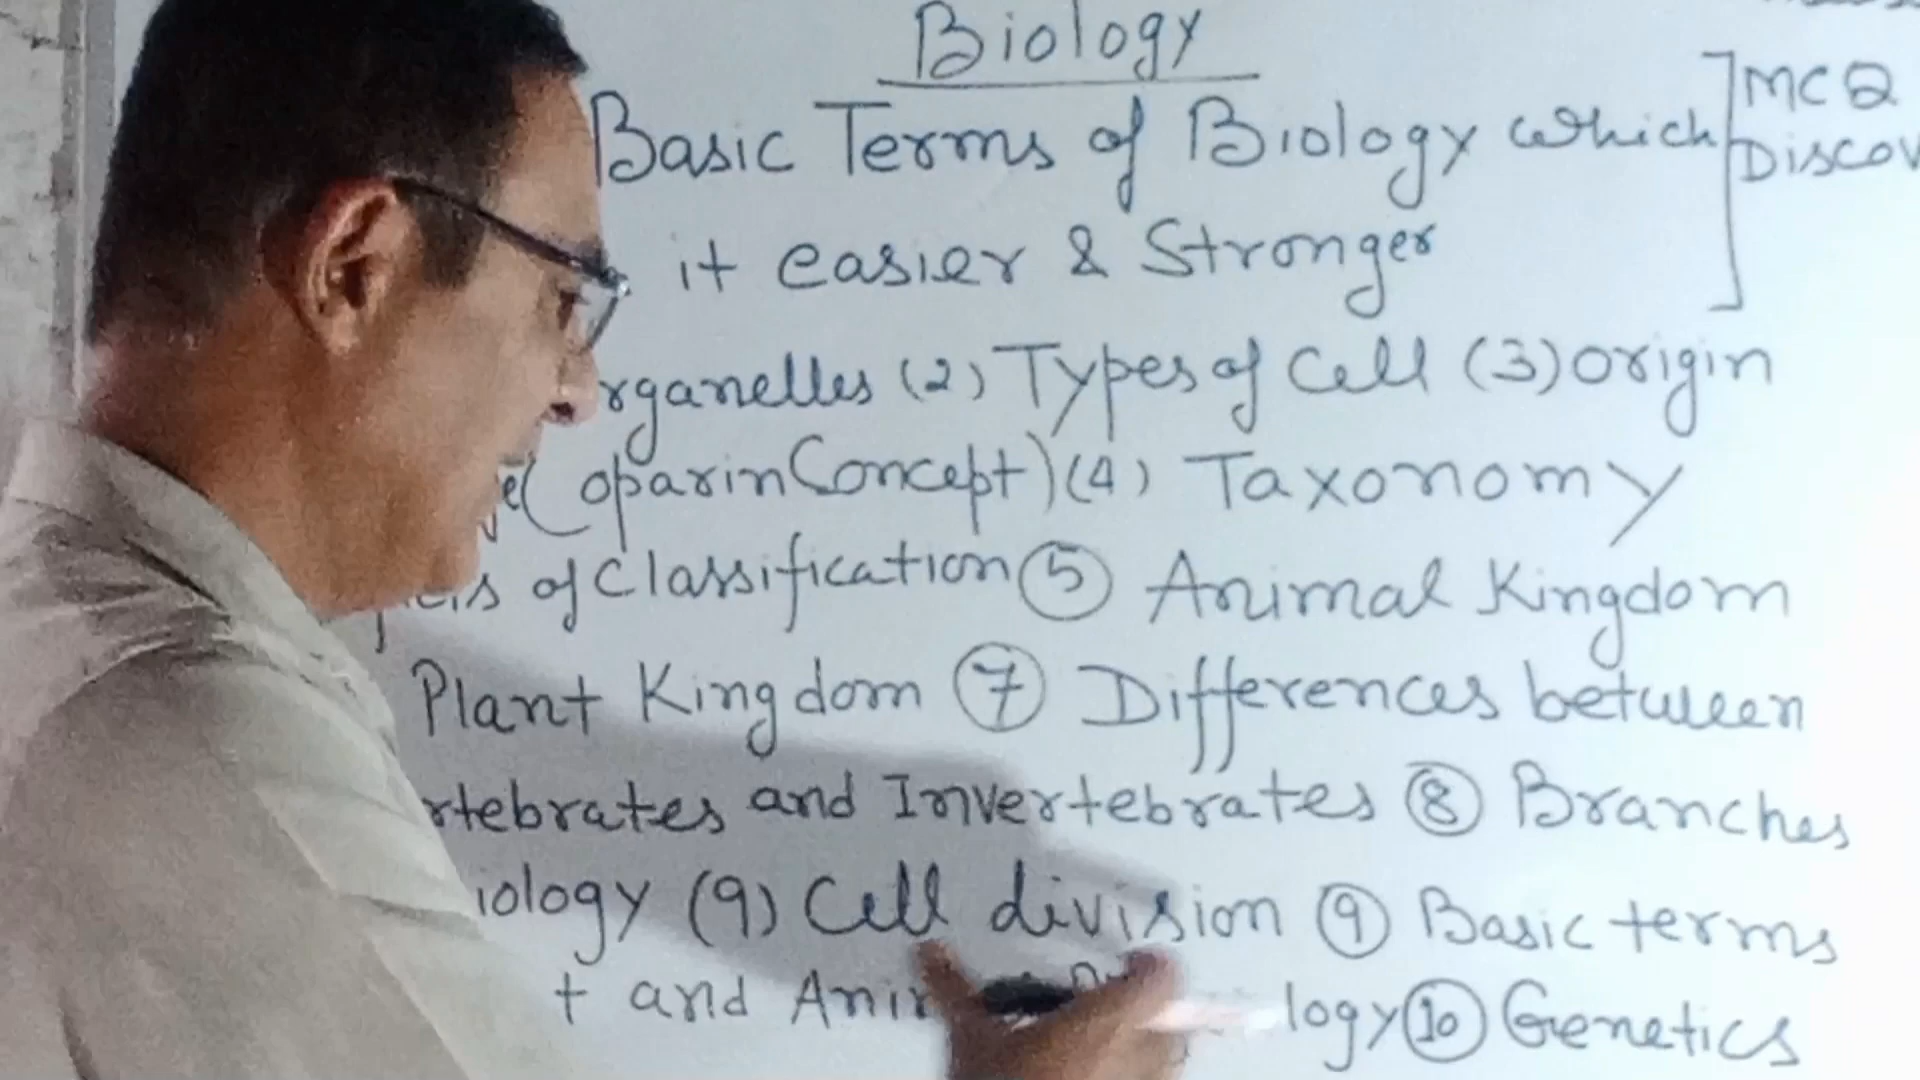 Biology
Basic Terms of Biology which
it easier & Stronger
MCQ
Discov
rganelles (2) Types of Cell (3) Origin
(Oparin Concept) (4) Taxonomy
of Classification ⑤ Animal Kingdom
Plant Kingdom ⑦ Differences between
rtebrates and Invertebrates ⑧ Branches
iology (9) Cell division ⑨ Basic terms
t and Ani logy ⑩ Genetics